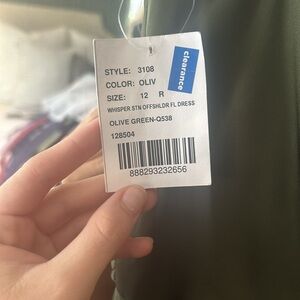 STYLE: 3108
COLOR: OLIV
SIZE: 12 R
WHISPER STN OFFSHLDR FL DRESS
OLIVE GREEN-Q538
128504
888293232656
clearance